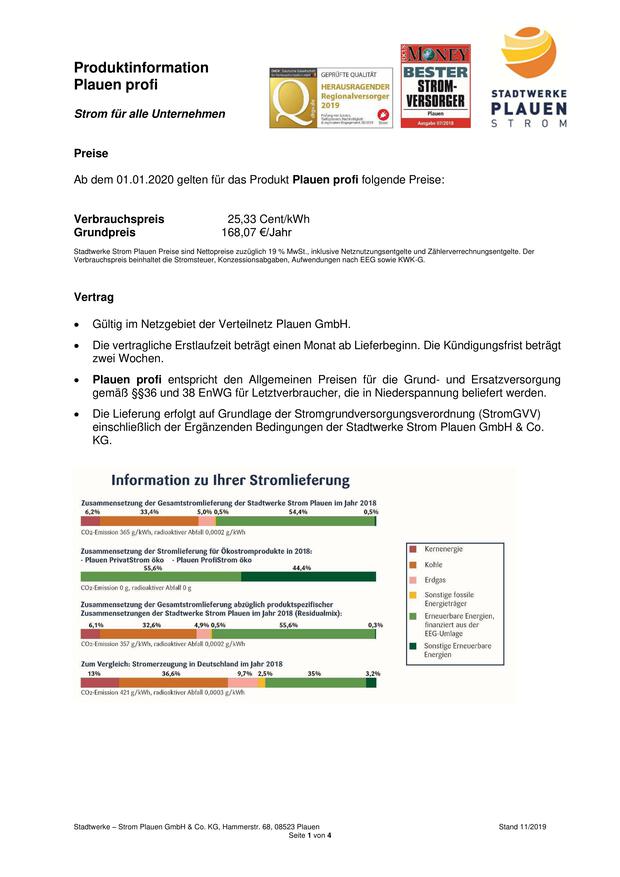 Produktinformation
Plauen profi
Strom für alle Unternehmen
GEPRÜFTE QUALITÄT
HERAUSRAGENDER
Regionalversorger
2019
FOCUS MONEY
BESTER
STROM-
VERSORGER
Plauen
Ausgabe 07/2018
STADTWERKE
PLAUEN
STROM
Preise
Ab dem 01.01.2020 gelten für das Produkt Plauen profi folgende Preise:
Verbrauchspreis 25,33 Cent/kWh
Grundpreis 168,07 €/Jahr
Stadtwerke Strom Plauen Preise sind Nettopreise zuzüglich 19 % MwSt., inklusive Netznutzungsentgelte und Zählerverrechnungsentgelte. Der
Verbrauchspreis beinhaltet die Stromsteuer, Konzessionsabgaben, Aufwendungen nach EEG sowie KWK-G.
Vertrag
• Gültig im Netzgebiet der Verteilnetz Plauen GmbH.
• Die vertragliche Erstlaufzeit beträgt einen Monat ab Lieferbeginn. Die Kündigungsfrist beträgt
zwei Wochen.
• Plauen profi entspricht den Allgemeinen Preisen für die Grund- und Ersatzversorgung
gemäß §§36 und 38 EnWG für Letztverbraucher, die in Niederspannung beliefert werden.
• Die Lieferung erfolgt auf Grundlage der Stromgrundversorgungsverordnung (StromGVV)
einschließlich der Ergänzenden Bedingungen der Stadtwerke Strom Plauen GmbH & Co.
KG.
Information zu Ihrer Stromlieferung
Zusammensetzung der Gesamtstromlieferung der Stadtwerke Strom Plauen im Jahr 2018
6,2% 33,4% 5,0% 0,5% 54,4% 0,5%
CO2-Emission 365 g/kWh, radioaktiver Abfall 0,0002 g/kWh
Zusammensetzung der Stromlieferung für Ökostromprodukte in 2018:
- Plauen PrivatStrom öko - Plauen ProfiStrom öko
55,6% 44,4%
CO2-Emission 0 g, radioaktiver Abfall 0 g
Zusammensetzung der Gesamtstromlieferung abzüglich produktspezifischer
Zusammensetzungen der Stadtwerke Strom Plauen im Jahr 2018 (Residualmix):
6,1% 32,6% 4,9% 0,5% 55,6% 0,3%
CO2-Emission 357 g/kWh, radioaktiver Abfall 0,0002 g/kWh
Zum Vergleich: Stromerzeugung in Deutschland im Jahr 2018
13% 36,6% 9,7% 2,5% 35% 3,2%
CO2-Emission 421 g/kWh, radioaktiver Abfall 0,0003 g/kWh
Kernenergie
Kohle
Erdgas
Sonstige fossile
Energieträger
Erneuerbare Energien,
finanziert aus der
EEG-Umlage
Sonstige Erneuerbare
Energien
Stadtwerke – Strom Plauen GmbH & Co. KG, Hammerstr. 68, 08523 Plauen Stand 11/2019
Seite 1 von 4